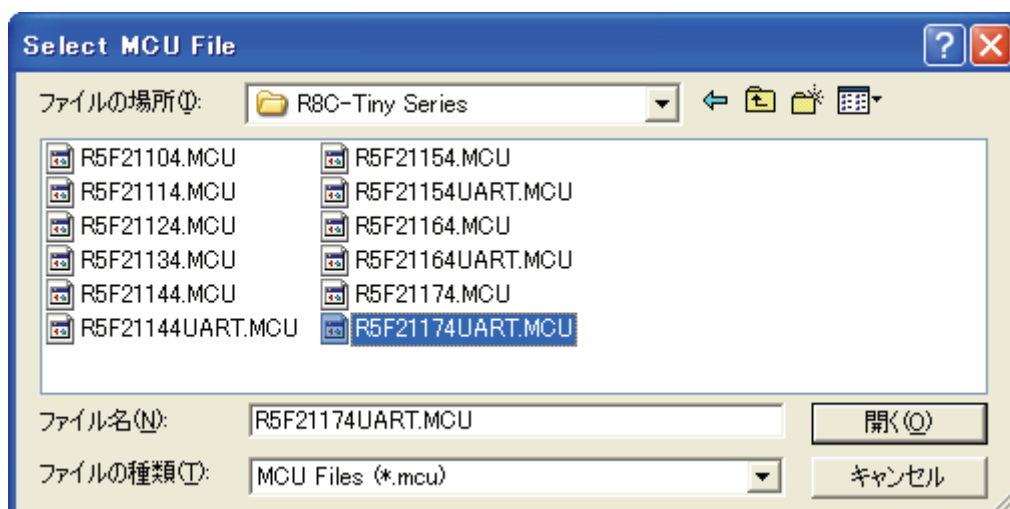 Select MCU File
ファイルの場所(I):
R8C-Tiny Series
R5F21104.MCU
R5F21114.MCU
R5F21124.MCU
R5F21134.MCU
R5F21144.MCU
R5F21144UART.MCU
R5F21154.MCU
R5F21154UART.MCU
R5F21164.MCU
R5F21164UART.MCU
R5F21174.MCU
R5F21174UART.MCU
ファイル名(N):
R5F21174UART.MCU
開く(O)
ファイルの種類(T):
MCU Files (*.mcu)
キャンセル